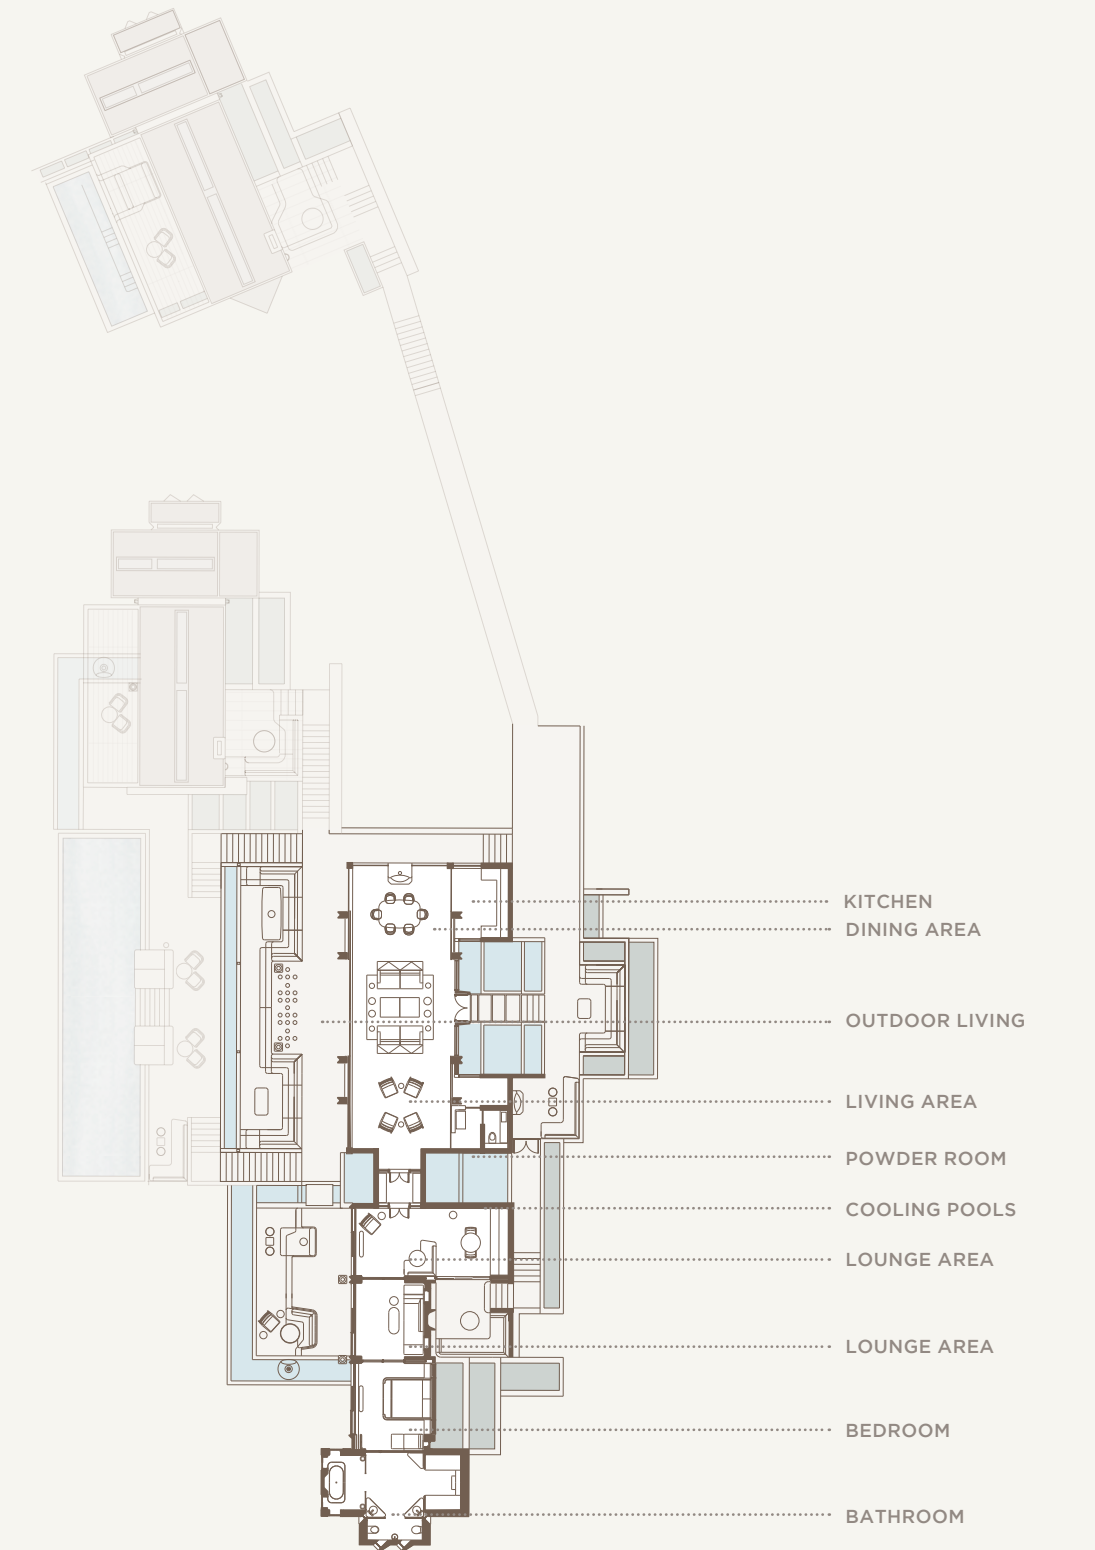 KITCHEN
DINING AREA
OUTDOOR LIVING
LIVING AREA
POWDER ROOM
COOLING POOLS
LOUNGE AREA
LOUNGE AREA
BEDROOM
BATHROOM